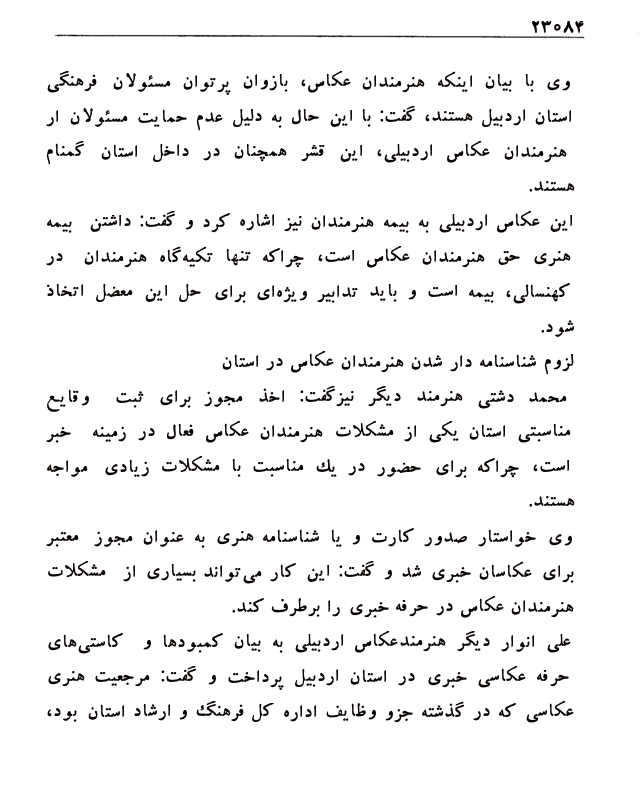 ۲۳۰۸۴
وی با بیان اینکه هنرمندان عکاس، بازوان پرتوان مسئولان فرهنگی
استان اردبیل هستند، گفت: با این حال به دلیل عدم حمایت مسئولان ار
هنرمندان عکاس اردبیلی، این قشر همچنان در داخل استان گمنام
هستند.
این عکاس اردبیلی به بیمه هنرمندان نیز اشاره کرد و گفت: داشتن بیمه
هنری حق هنرمندان عکاس است، چراکه تنها تکیه‌گاه هنرمندان در
کهنسالی، بیمه است و باید تدابیر ویژه‌ای برای حل این معضل اتخاذ
شود.
لزوم شناسنامه دار شدن هنرمندان عکاس در استان
محمد دشتی هنرمند دیگر نیزگفت: اخذ مجوز برای ثبت وقایع
مناسبتی استان یکی از مشکلات هنرمندان عکاس فعال در زمینه خبر
است، چراکه برای حضور در یك مناسبت با مشکلات زیادی مواجه
هستند.
وی خواستار صدور کارت و یا شناسنامه هنری به عنوان مجوز معتبر
برای عکاسان خبری شد و گفت: این کار می‌تواند بسیاری از مشکلات
هنرمندان عکاس در حرفه خبری را برطرف کند.
علی انوار دیگر هنرمندعکاس اردبیلی به بیان کمبودها و کاستی‌های
حرفه عکاسی خبری در استان اردبیل پرداخت و گفت: مرجعیت هنری
عکاسی که در گذشته جزو وظایف اداره کل فرهنگ و ارشاد استان بود،